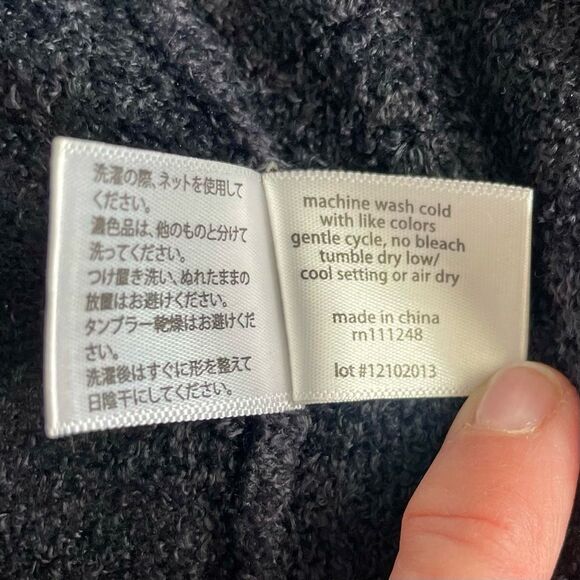 洗濯の際、ネットを使用して
ください。
濃色品は、他のものと分けて
洗ってください。
つけ置き洗い、ぬれたままの
放置はお避けください。
タンブラー乾燥はお避けくだ
さい。
洗濯後はすぐに形を整えて
日陰干にしてください。
machine wash cold
with like colors
gentle cycle, no bleach
tumble dry low/
cool setting or air dry
made in china
rn111248
lot #12102013